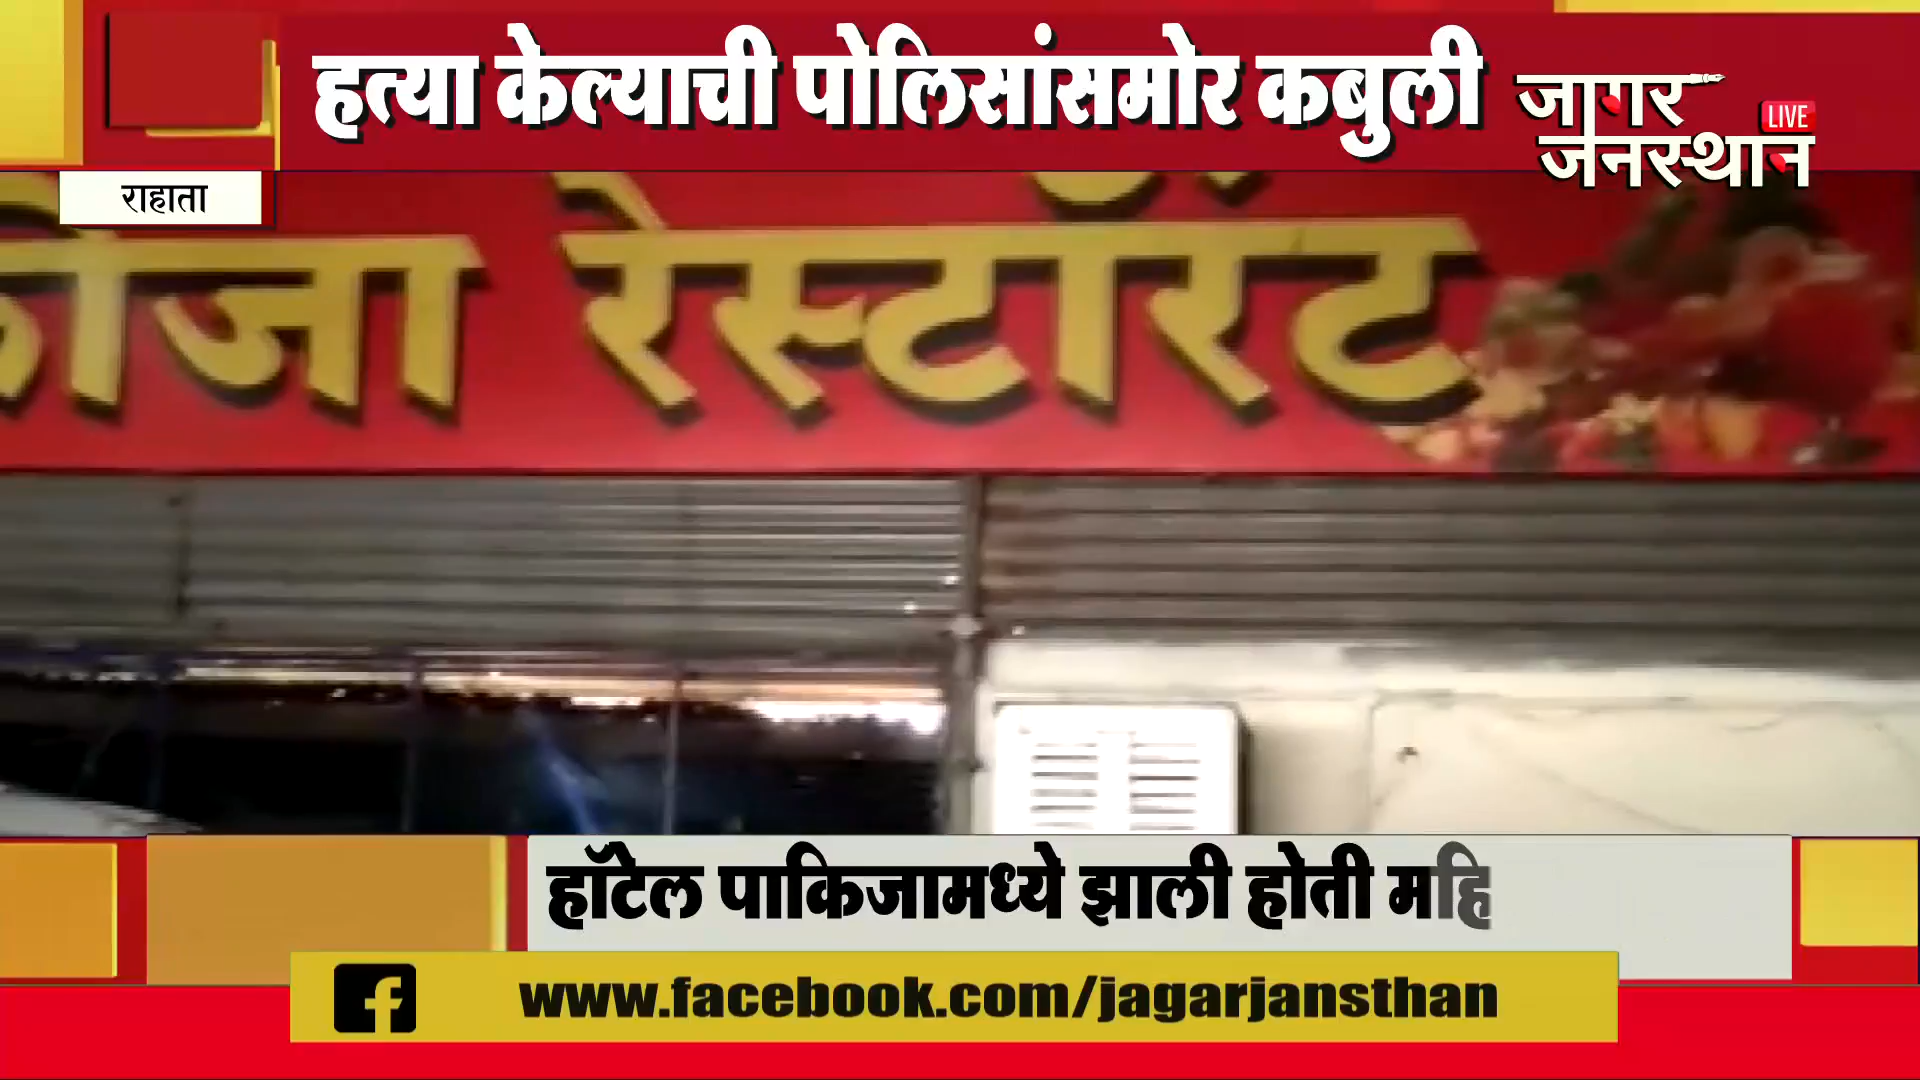 हत्या केल्याची पोलिसांसमोर कबुली
जागर
LIVE
जनस्थान
राहाता
रेस्टॉरंट
हॉटेल पाकिजामध्ये झाली होती महि
www.facebook.com/jagarjansthan